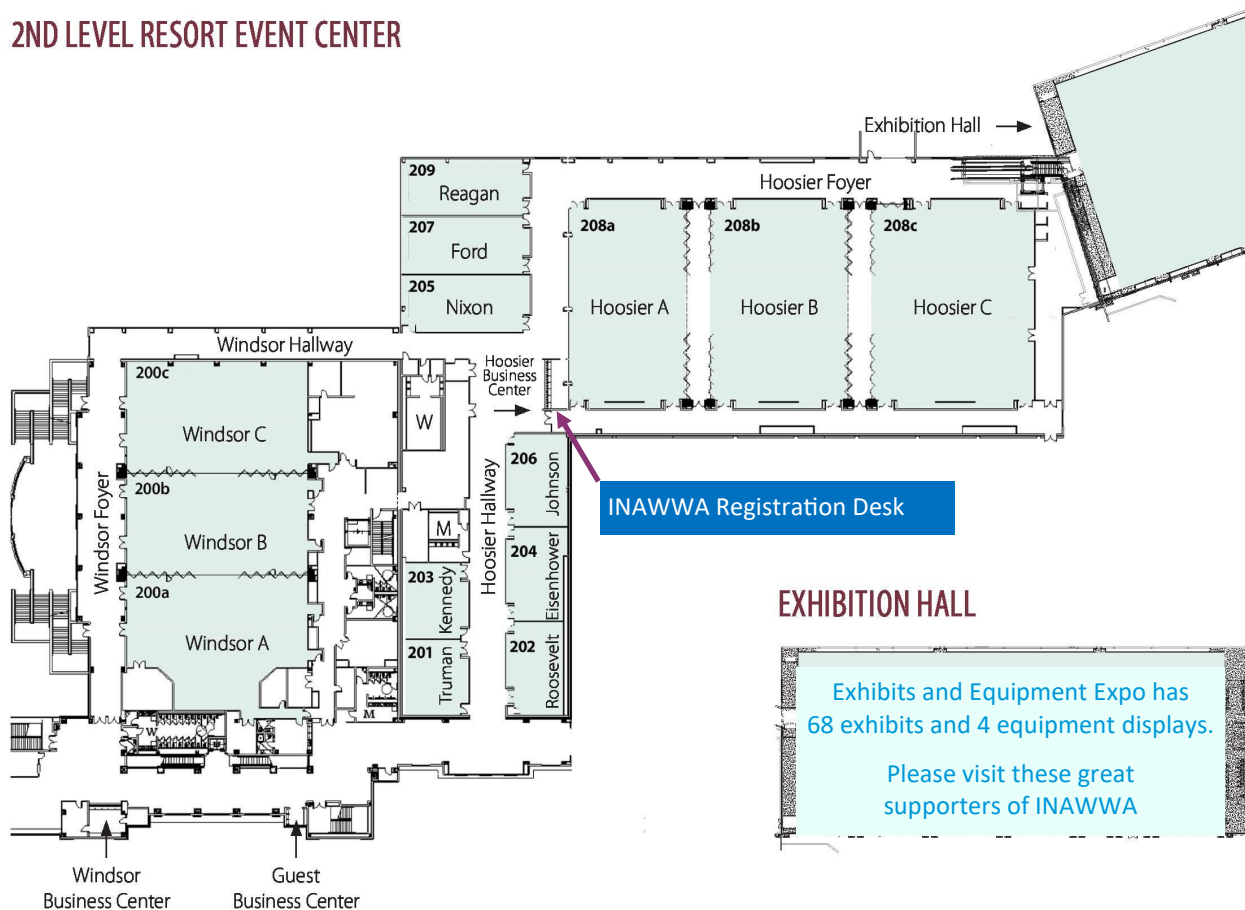 2ND LEVEL RESORT EVENT CENTER
Exhibition Hall
209
Reagan
Hoosier Foyer
207
Ford
208a
208b
208c
205
Nixon
Hoosier A
Hoosier B
Hoosier C
Windsor Hallway
Hoosier
Business
Center
200c
W
Windsor C
206
Johnson
INAWWA Registration Desk
200b
Windsor Foyer
Windsor B
M
Hoosier Hallway
204
Eisenhower
200a
203
Kennedy
Windsor A
201
Truman
202
Roosevelt
M
W
EXHIBITION HALL
Exhibits and Equipment Expo has
68 exhibits and 4 equipment displays.
Please visit these great
supporters of INAWWA
Windsor
Business Center
Guest
Business Center